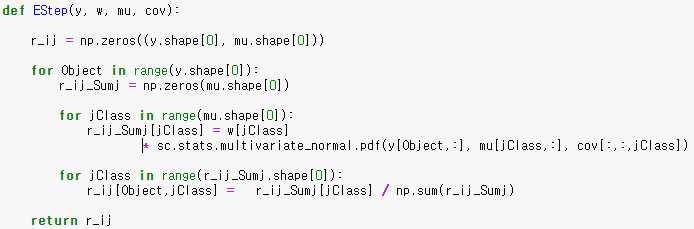 def EStep(y, w, mu, cov):
    r_ij = np.zeros((y.shape[0], mu.shape[0]))
    for Object in range(y.shape[0]):
        r_ij_Sumj = np.zeros(mu.shape[0])
        for jClass in range(mu.shape[0]):
            r_ij_Sumj[jClass] = w[jClass]
                    * sc.stats.multivariate_normal.pdf(y[Object,:], mu[jClass,:], cov[:,:,jClass])
        for jClass in range(r_ij_Sumj.shape[0]):
            r_ij[Object,jClass] =   r_ij_Sumj[jClass] / np.sum(r_ij_Sumj)
    return r_ij